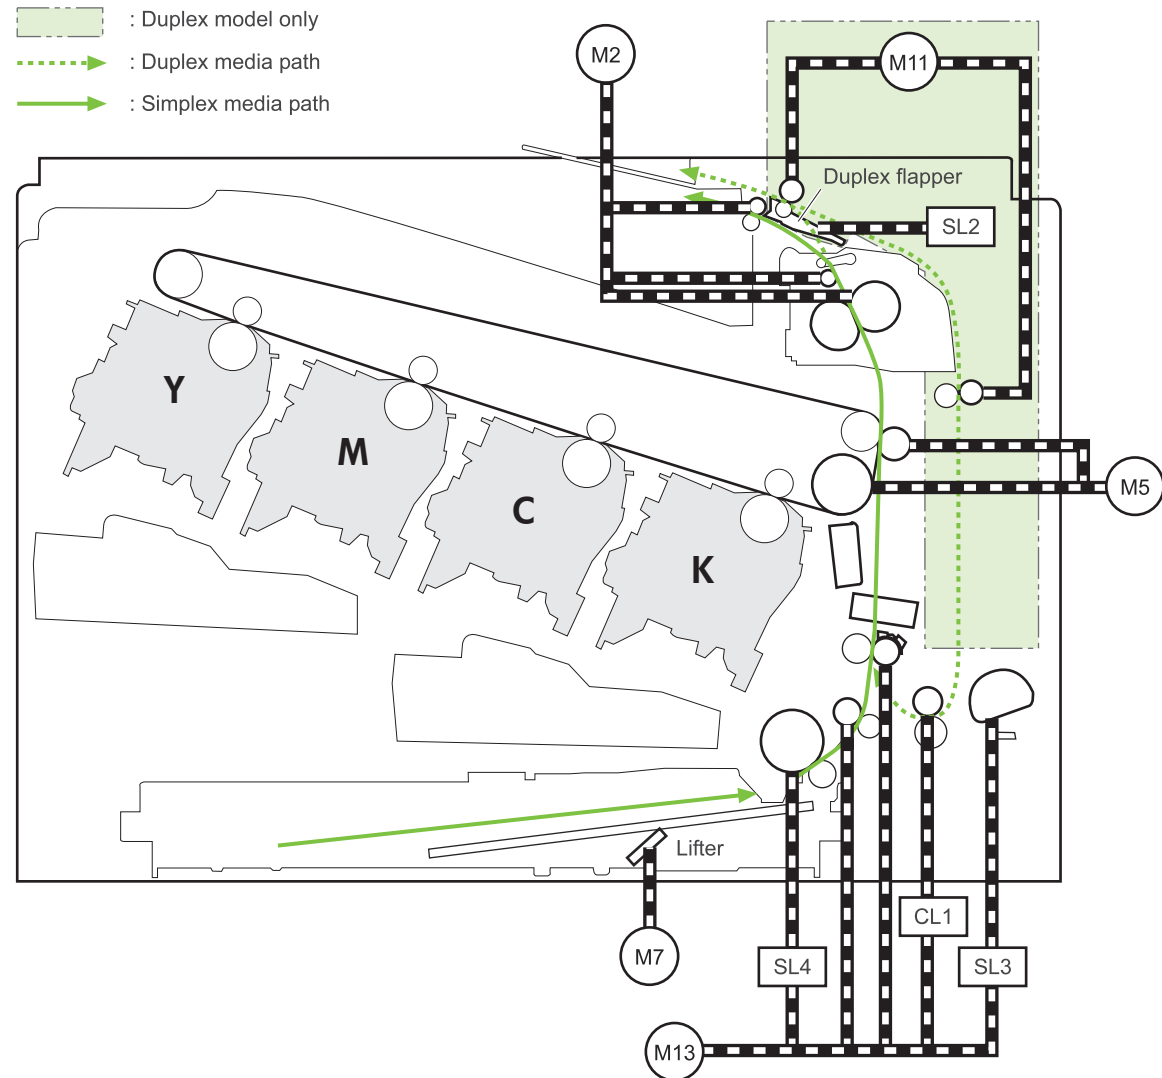 : Duplex model only
: Duplex media path
: Simplex media path
M2
M11
Duplex flapper
SL2
Y
M
C
K
M5
Lifter
CL1
M7
SL4
SL3
M13